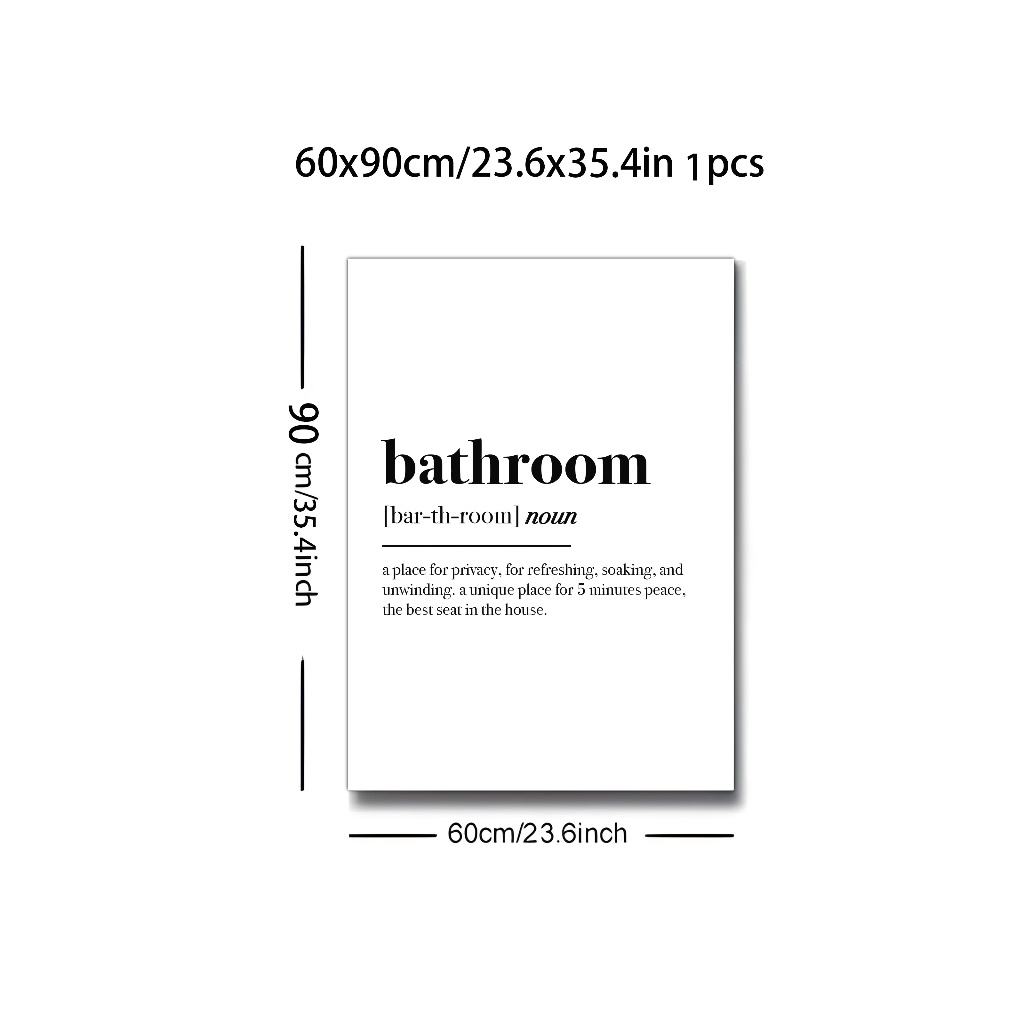 60x90cm/23.6x35.4in 1pcs
90 cm/35.4inch
bathroom
[bar-th-room] noun
a place for privacy, for refreshing, soaking, and
unwinding. a unique place for 5 minutes peace,
the best seat in the house.
60cm/23.6inch